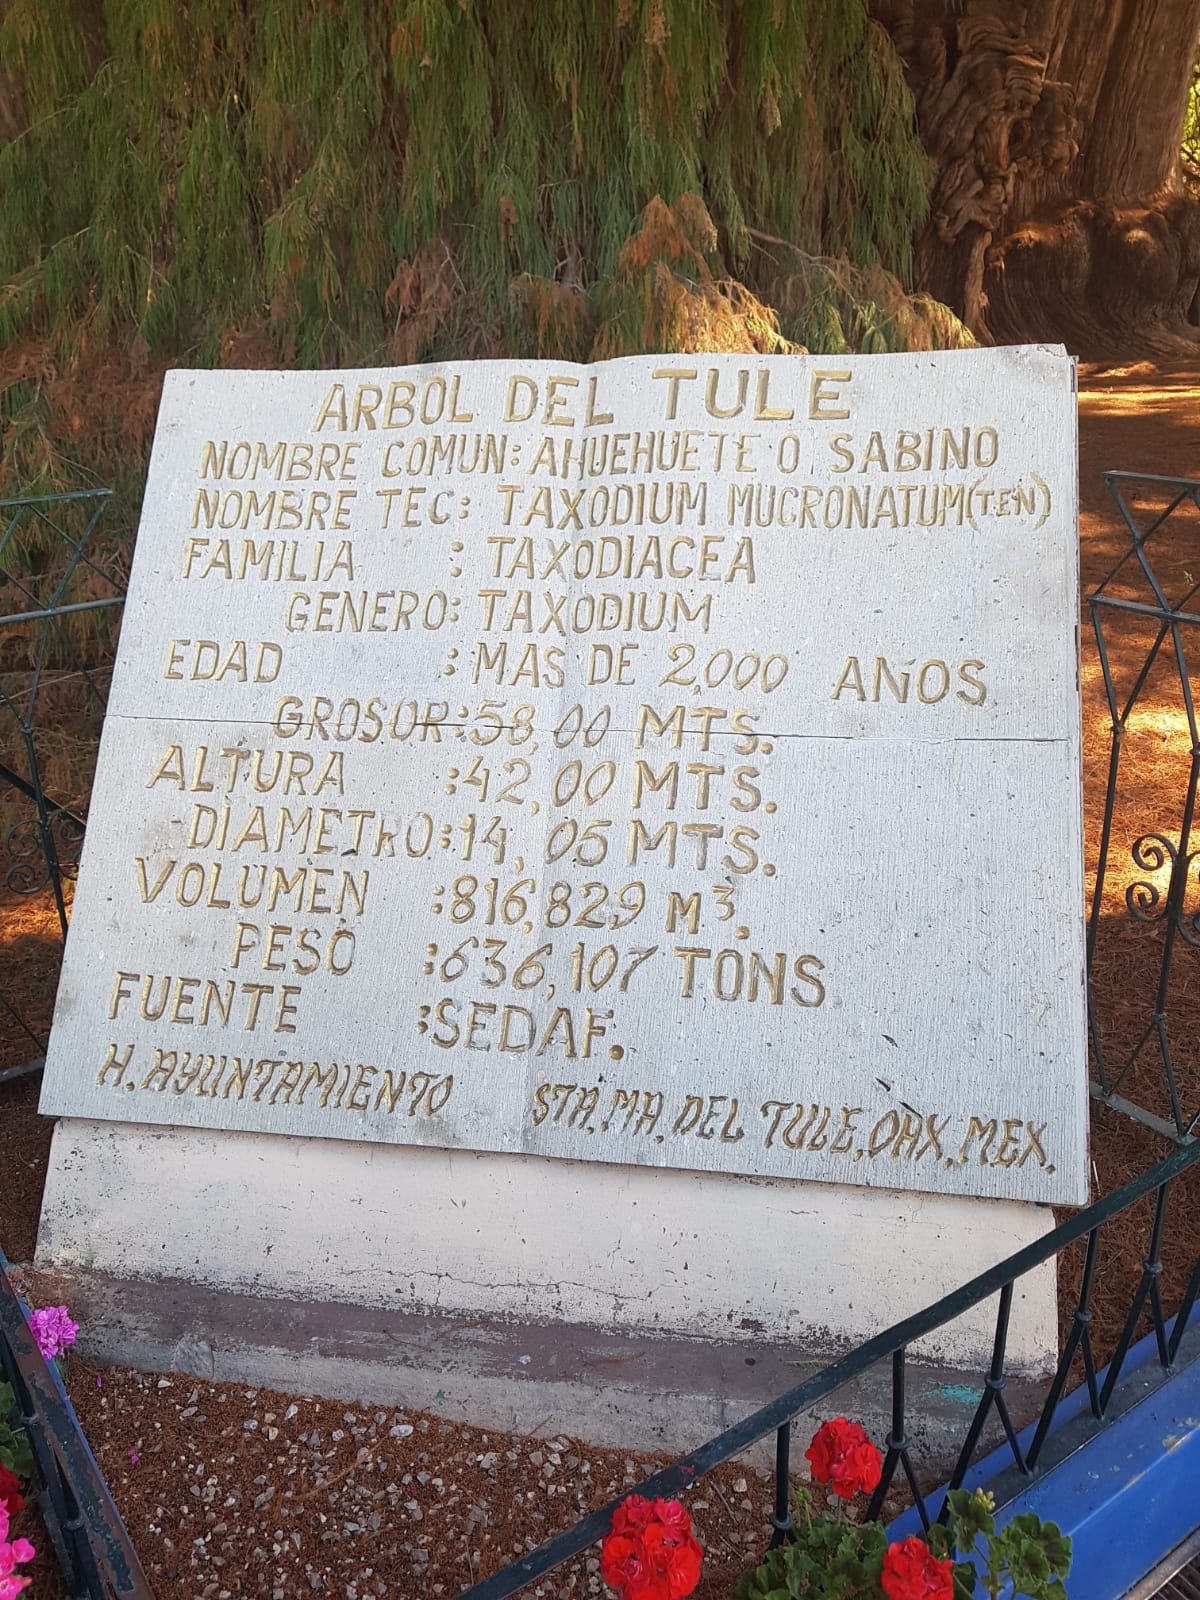 ARBOL DEL TULE
NOMBRE COMUN: AHUEHUETE O SABINO
NOMBRE TEC: TAXODIUM MUCRONATUM(TEN)
FAMILIA : TAXODIACEA
GENERO: TAXODIUM
EDAD : MAS DE 2,000 AÑOS
GROSOR: 58,00 MTS.
ALTURA : 42,00 MTS.
DIAMETRO: 14,05 MTS.
VOLUMEN : 816,829 M³.
PESO : 636,107 TONS
FUENTE : SEDAF.
H. AYUNTAMIENTO STA. MA. DEL TULE, OAX. MEX.